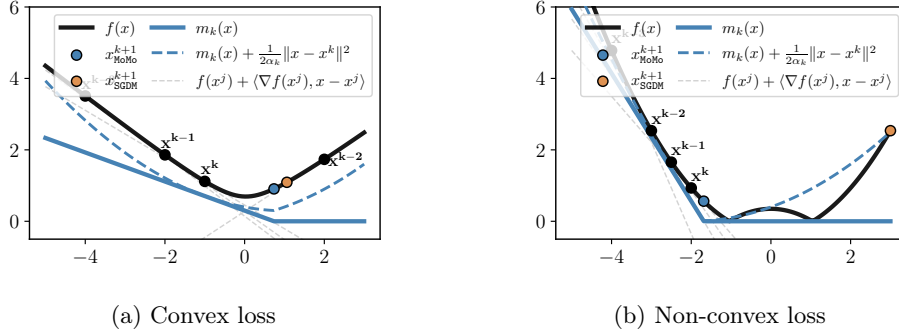 f(x)
m_k(x)
x^{k+1}_{MoMo}
m_k(x) + \frac{1}{2α_k}‖x − x^k‖^2
x^{k+1}_{SGDM}
f(x^j) + ⟨∇f(x^j), x − x^j⟩
x^{k-1}
x^k
x^{k-2}
6
4
2
0
−4
−2
0
2
(a) Convex loss
f(x)
m_k(x)
x^{k+1}_{MoMo}
m_k(x) + \frac{1}{2α_k}‖x − x^k‖^2
x^{k+1}_{SGDM}
f(x^j) + ⟨∇f(x^j), x − x^j⟩
x^{k-2}
x^{k-1}
x^k
6
4
2
0
−4
−2
0
2
(b) Non-convex loss